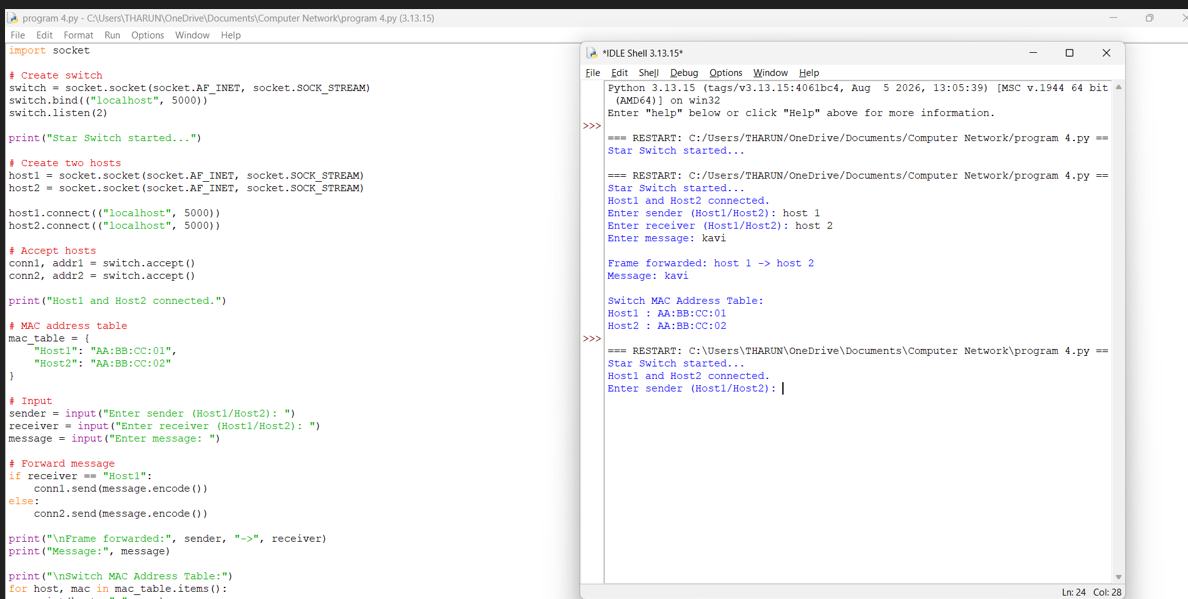 program 4.py - C:\Users\THARUN\OneDrive\Documents\Computer Network\program 4.py (3.13.15)
File Edit Format Run Options Window Help
import socket

# Create switch
switch = socket.socket(socket.AF_INET, socket.SOCK_STREAM)
switch.bind(("localhost", 5000))
switch.listen(2)

print("Star Switch started...")

# Create two hosts
host1 = socket.socket(socket.AF_INET, socket.SOCK_STREAM)
host2 = socket.socket(socket.AF_INET, socket.SOCK_STREAM)

host1.connect(("localhost", 5000))
host2.connect(("localhost", 5000))

# Accept hosts
conn1, addr1 = switch.accept()
conn2, addr2 = switch.accept()

print("Host1 and Host2 connected.")

# MAC address table
mac_table = {
    "Host1": "AA:BB:CC:01",
    "Host2": "AA:BB:CC:02"
}

# Input
sender = input("Enter sender (Host1/Host2): ")
receiver = input("Enter receiver (Host1/Host2): ")
message = input("Enter message: ")

# Forward message
if receiver == "Host1":
    conn1.send(message.encode())
else:
    conn2.send(message.encode())

print("\nFrame forwarded:", sender, "->", receiver)
print("Message:", message)

print("\nSwitch MAC Address Table:")
for host, mac in mac_table.items():

*IDLE Shell 3.13.15*
File Edit Shell Debug Options Window Help
Python 3.13.15 (tags/v3.13.15:4061bc4, Aug  5 2026, 13:05:39) [MSC v.1944 64 bit
 (AMD64)] on win32
Enter "help" below or click "Help" above for more information.
>>>
=== RESTART: C:/Users/THARUN/OneDrive/Documents/Computer Network/program 4.py ==
Star Switch started...

=== RESTART: C:/Users/THARUN/OneDrive/Documents/Computer Network/program 4.py ==
Star Switch started...
Host1 and Host2 connected.
Enter sender (Host1/Host2): host 1
Enter receiver (Host1/Host2): host 2
Enter message: kavi

Frame forwarded: host 1 -> host 2
Message: kavi

Switch MAC Address Table:
Host1 : AA:BB:CC:01
Host2 : AA:BB:CC:02
>>>
=== RESTART: C:\Users\THARUN\OneDrive\Documents\Computer Network\program 4.py ==
Star Switch started...
Host1 and Host2 connected.
Enter sender (Host1/Host2):
Ln: 24 Col: 28